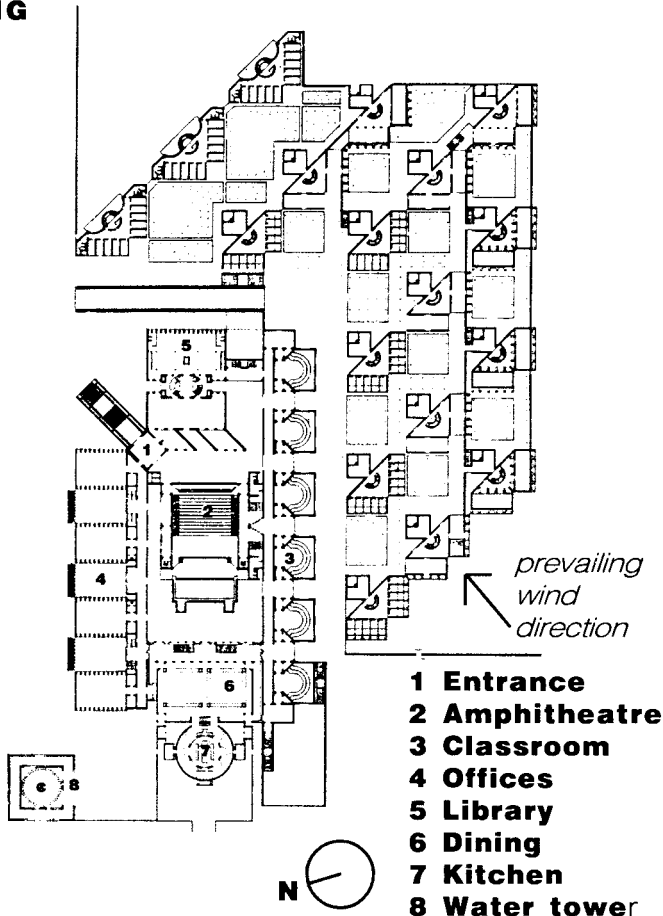 5
1
2
3
4
prevailing
wind
direction
6
7
8
1 Entrance
2 Amphitheatre
3 Classroom
4 Offices
5 Library
6 Dining
7 Kitchen
8 Water tower
N